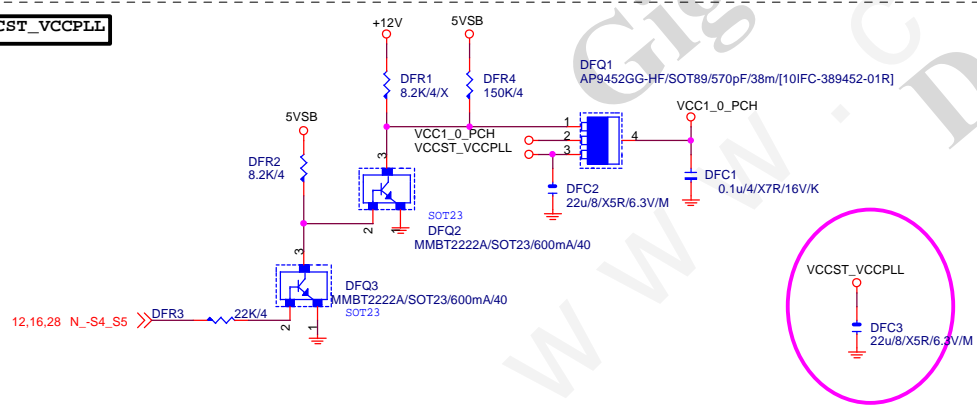 CST_VCCPLL
+12V
5VSB
DFR1
8.2K/4/X
DFR4
150K/4
DFQ1
AP9452GG-HF/SOT89/570pF/38m/[10IFC-389452-01R]
VCC1_0_PCH
1
VCC1_0_PCH
2
VCCST_VCCPLL
3
4
5VSB
DFR2
8.2K/4
3
DFC2
22u/8/X5R/6.3V/M
DFC1
0.1u/4/X7R/16V/K
SOT23
2
1
DFQ2
MMBT2222A/SOT23/600mA/40
3
DFQ3
MMBT2222A/SOT23/600mA/40
SOT23
12,16,28 N_-S4_S5
DFR3
22K/4
2
1
VCCST_VCCPLL
DFC3
22u/8/X5R/6.3V/M
Gig
D
w w w . c